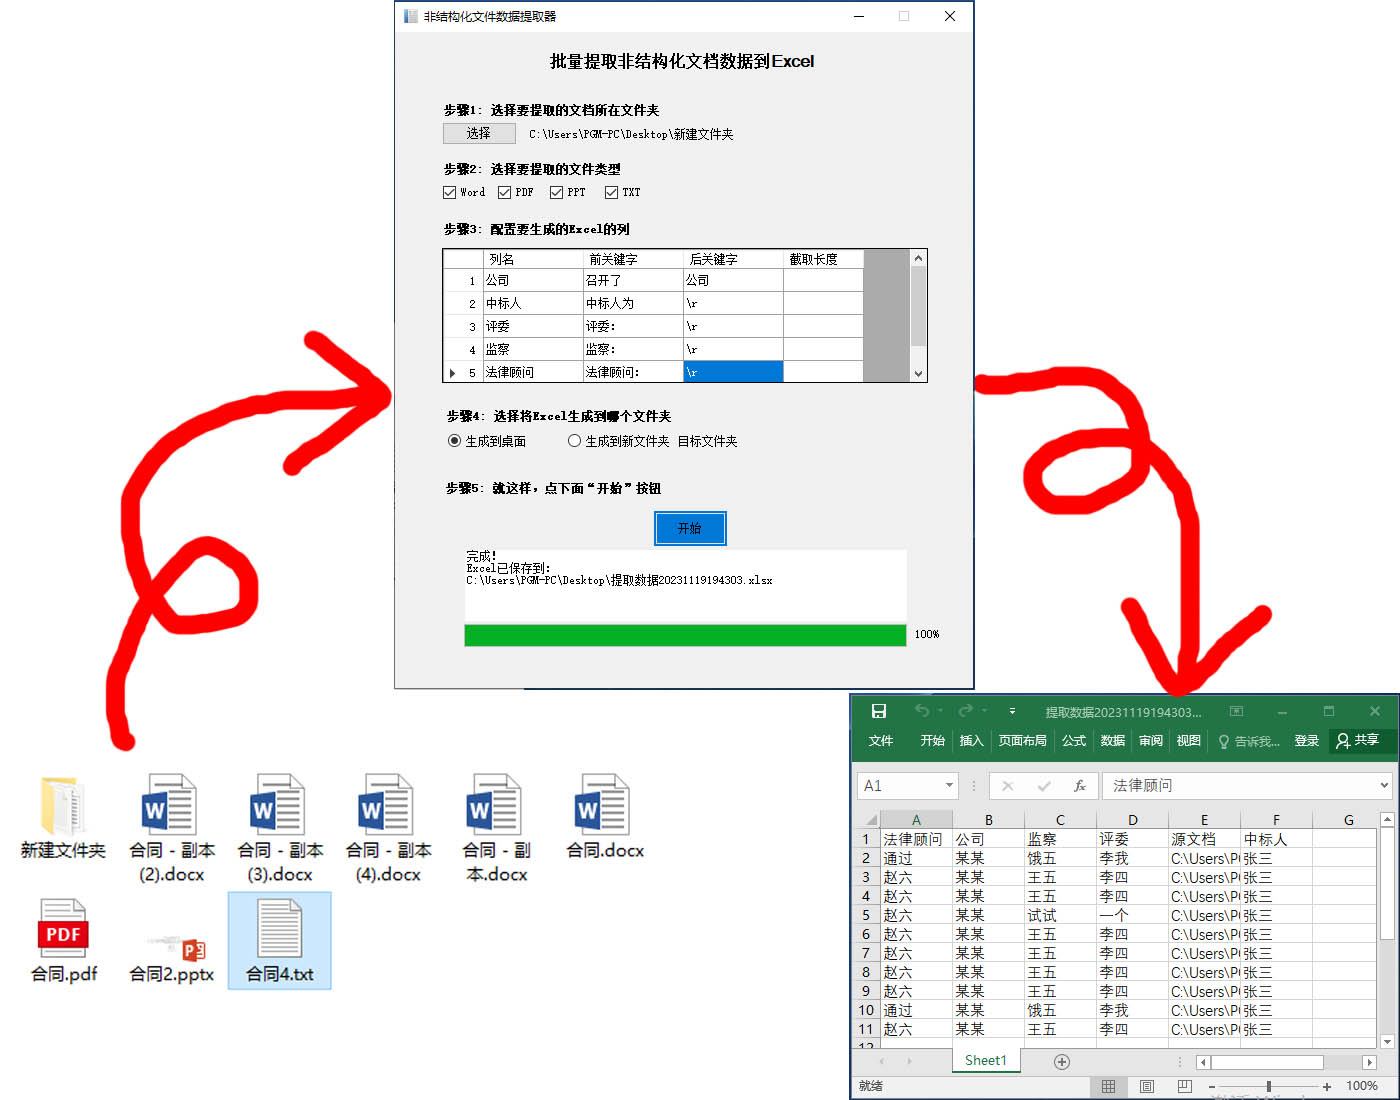 非结构化文件数据提取器
批量提取非结构化文档数据到Excel
步骤1: 选择要提取的文档所在文件夹
选择 C:\Users\PGM-PC\Desktop\新建文件夹
步骤2: 选择要提取的文件类型
Word PDF PPT TXT
步骤3: 配置要生成的Excel的列
列名 前关键字 后关键字 截取长度
1 公司 召开了 公司
2 中标人 中标人为 \r
3 评委 评委: \r
4 监察 监察: \r
5 法律顾问 法律顾问: \r
步骤4: 选择将Excel生成到哪个文件夹
生成到桌面 生成到新文件夹 目标文件夹
步骤5: 就这样，点下面“开始”按钮
开始
完成!
Excel已保存到:
C:\Users\PGM-PC\Desktop\提取数据20231119194303.xlsx
100%
新建文件夹
合同 - 副本
(2).docx
合同 - 副本
(3).docx
合同 - 副本
(4).docx
合同 - 副
本.docx
合同.docx
PDF
合同.pdf
合同2.pptx
合同4.txt
提取数据20231119194303...
文件 开始 插入 页面布局 公式 数据 审阅 视图 告诉我... 登录 共享
A1 fx 法律顾问
A B C D E F G
1 法律顾问 公司 监察 评委 源文档 中标人
2 通过 某某 饿五 李我 C:\Users\P 张三
3 赵六 某某 王五 李四 C:\Users\P 张三
4 赵六 某某 王五 李四 C:\Users\P 张三
5 赵六 某某 试试 一个 C:\Users\P 张三
6 赵六 某某 王五 李四 C:\Users\P 张三
7 赵六 某某 王五 李四 C:\Users\P 张三
8 赵六 某某 王五 李四 C:\Users\P 张三
9 赵六 某某 王五 李四 C:\Users\P 张三
10 通过 某某 饿五 李我 C:\Users\P 张三
11 赵六 某某 王五 李四 C:\Users\P 张三
12
Sheet1
就绪 100%